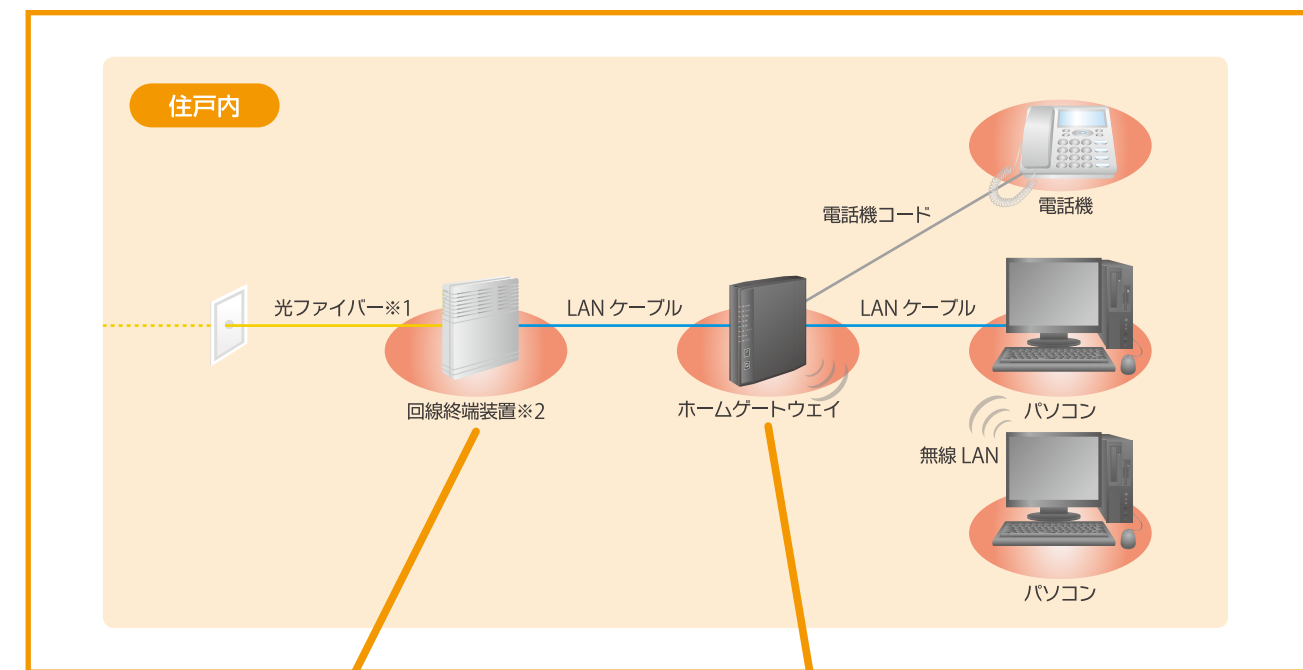 住戸内
電話機コード
電話機
光ファイバー※1
LAN ケーブル
LAN ケーブル
回線終端装置※2
ホームゲートウェイ
パソコン
無線 LAN
パソコン